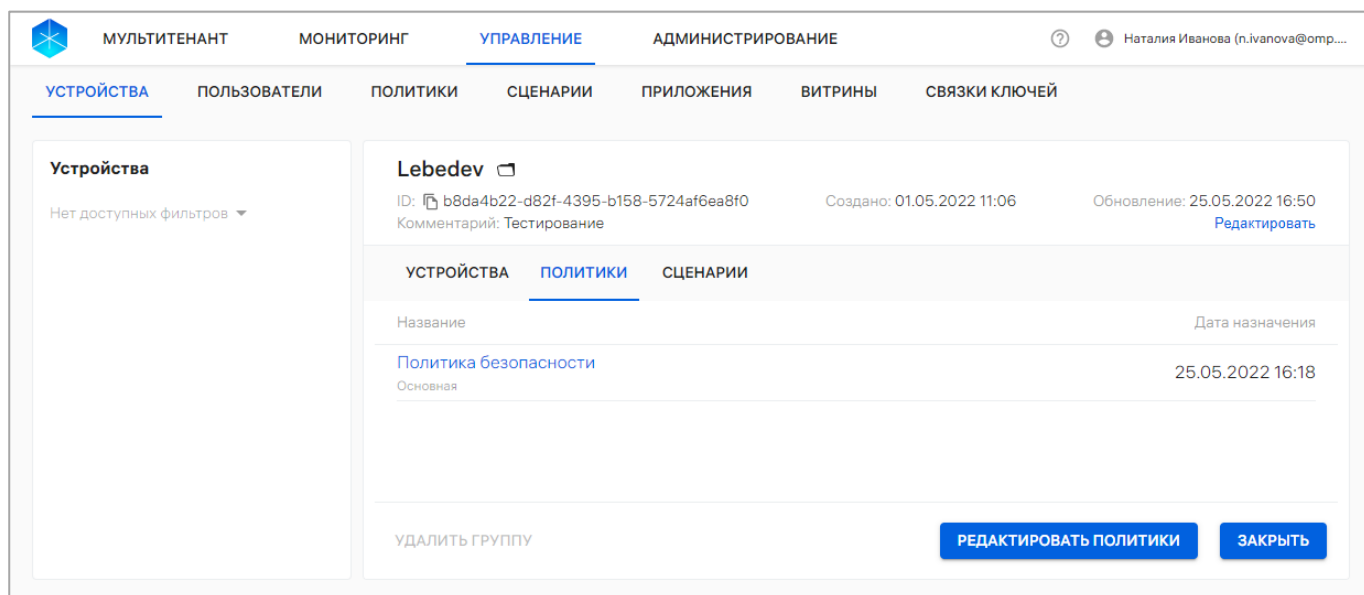 МУЛЬТИТЕНАНТ МОНИТОРИНГ УПРАВЛЕНИЕ АДМИНИСТРИРОВАНИЕ Наталия Иванова (n.ivanova@omp....
УСТРОЙСТВА ПОЛЬЗОВАТЕЛИ ПОЛИТИКИ СЦЕНАРИИ ПРИЛОЖЕНИЯ ВИТРИНЫ СВЯЗКИ КЛЮЧЕЙ
Устройства
Нет доступных фильтров
Lebedev
ID: b8da4b22-d82f-4395-b158-5724af6ea8f0 Создано: 01.05.2022 11:06 Обновление: 25.05.2022 16:50
Комментарий: Тестирование Редактировать
УСТРОЙСТВА ПОЛИТИКИ СЦЕНАРИИ
Название Дата назначения
Политика безопасности 25.05.2022 16:18
Основная
УДАЛИТЬ ГРУППУ РЕДАКТИРОВАТЬ ПОЛИТИКИ ЗАКРЫТЬ